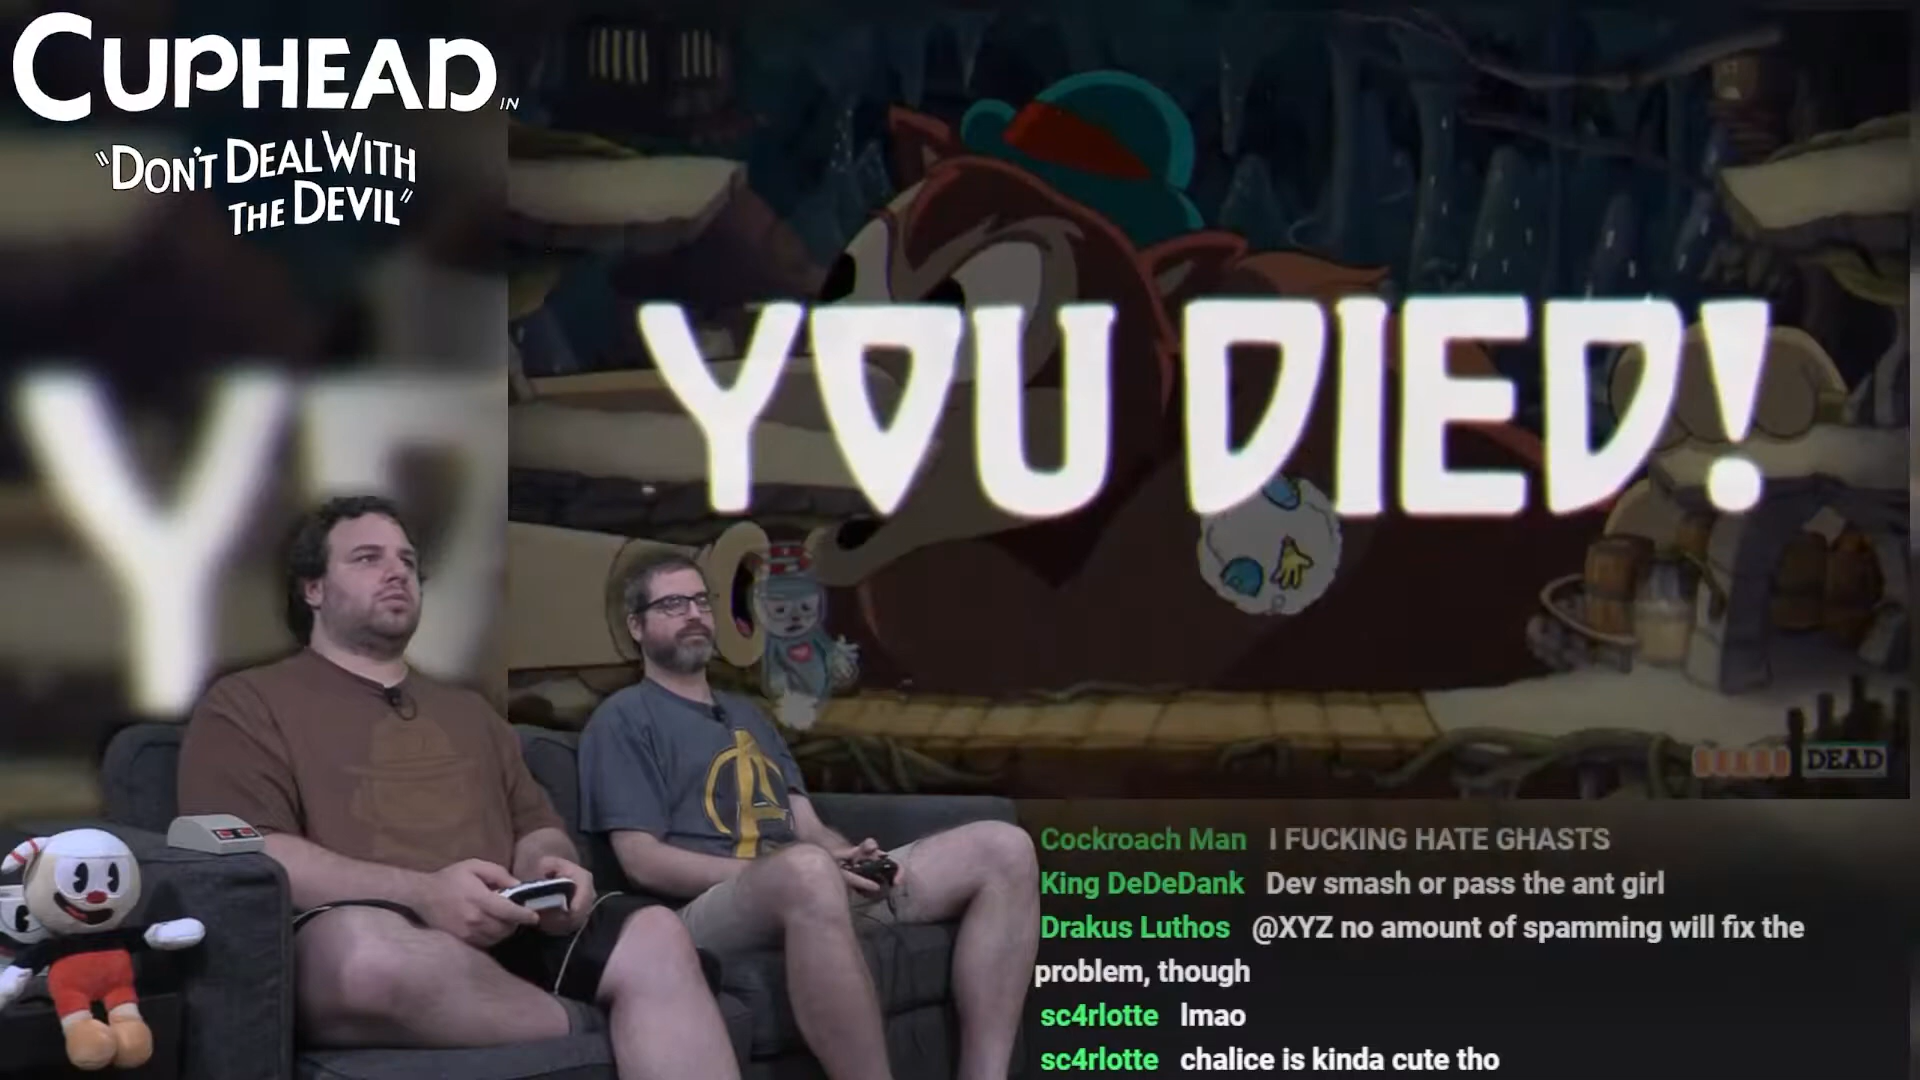 CUPHEAD
IN
"DON'T DEAL WITH
THE DEVIL"
YOU DIED!
DEAD
Cockroach Man I FUCKING HATE GHASTS
King DeDeDank Dev smash or pass the ant girl
Drakus Luthos @XYZ no amount of spamming will fix the
problem, though
sc4rlotte lmao
sc4rlotte chalice is kinda cute tho